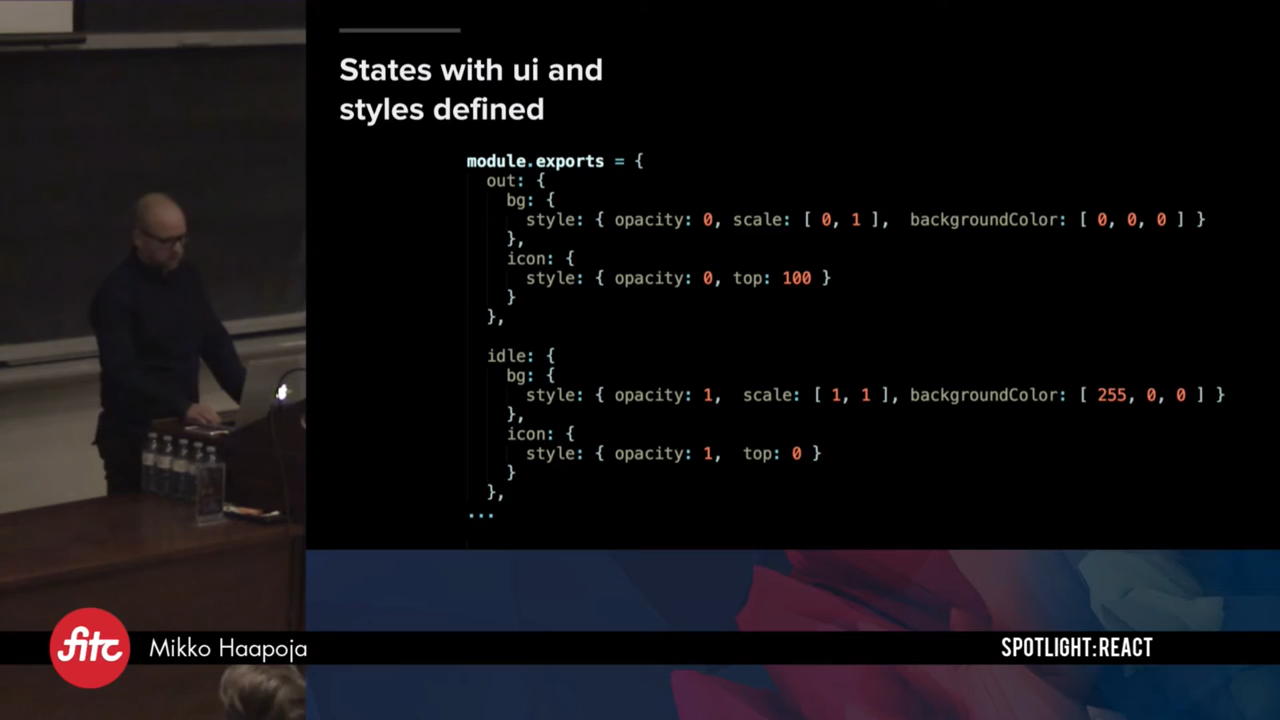 States with ui and
styles defined
module.exports = {
out: {
bg: {
style: { opacity: 0, scale: [ 0, 1 ], backgroundColor: [ 0, 0, 0 ] }
},
icon: {
style: { opacity: 0, top: 100 }
}
},
idle: {
bg: {
style: { opacity: 1, scale: [ 1, 1 ], backgroundColor: [ 255, 0, 0 ] }
},
icon: {
style: { opacity: 1, top: 0 }
}
},
...
fitc
Mikko Haapoja
SPOTLIGHT:REACT